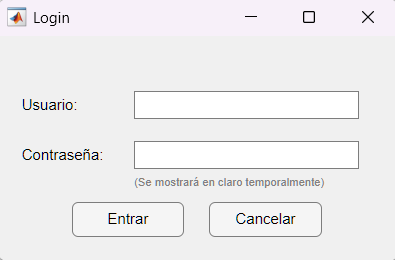 Login
Usuario:
Contraseña:
(Se mostrará en claro temporalmente)
Entrar Cancelar